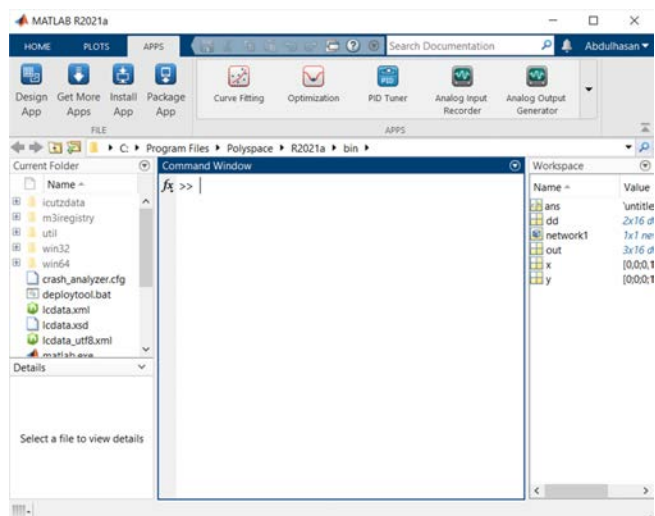 MATLAB R2021a
HOME PLOTS APPS Search Documentation Abdulhasan
Design App Get More Apps Install App Package App Curve Fitting Optimization PID Tuner Analog Input Recorder Analog Output Generator
FILE APPS
C: Program Files Polyspace R2021a bin
Current Folder Command Window Workspace
Name
icutzdata
m3iregistry
util
win32
win64
crash_analyzer.cfg
deploytool.bat
lcdata.xml
lcdata.xsd
lcdata_utf8.xml
matlab.exe
Details
Select a file to view details
fx >>
Name Value
ans 'untitle
dd 2x16 d
network1 1x1 ne
out 3x16 d
x [0,0;0,1
y [0;0;0;1